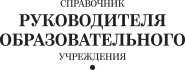 СПРАВОЧНИК
РУКОВОДИТЕЛЯ
ОБРАЗОВАТЕЛЬНОГО
УЧРЕЖДЕНИЯ